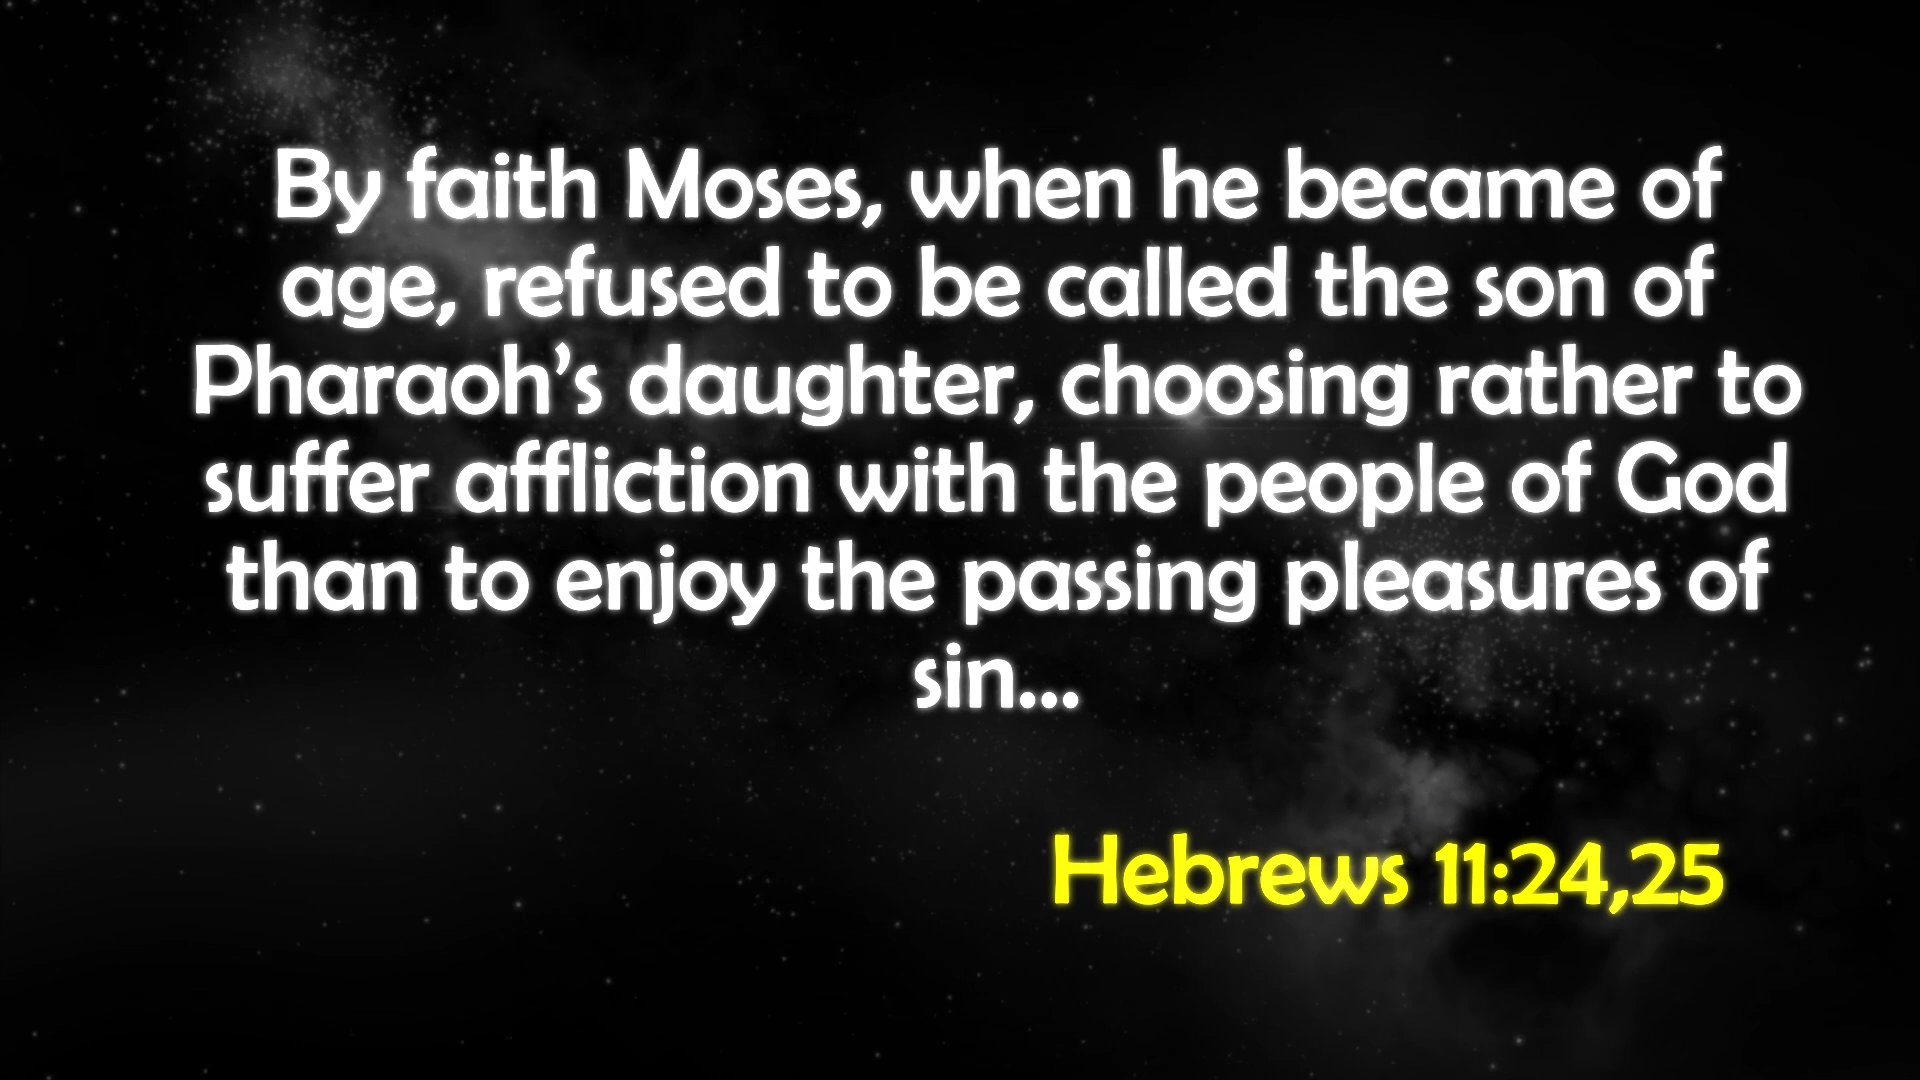 By faith Moses, when he became of
age, refused to be called the son of
Pharaoh’s daughter, choosing rather to
suffer affliction with the people of God
than to enjoy the passing pleasures of
sin...
Hebrews 11:24,25